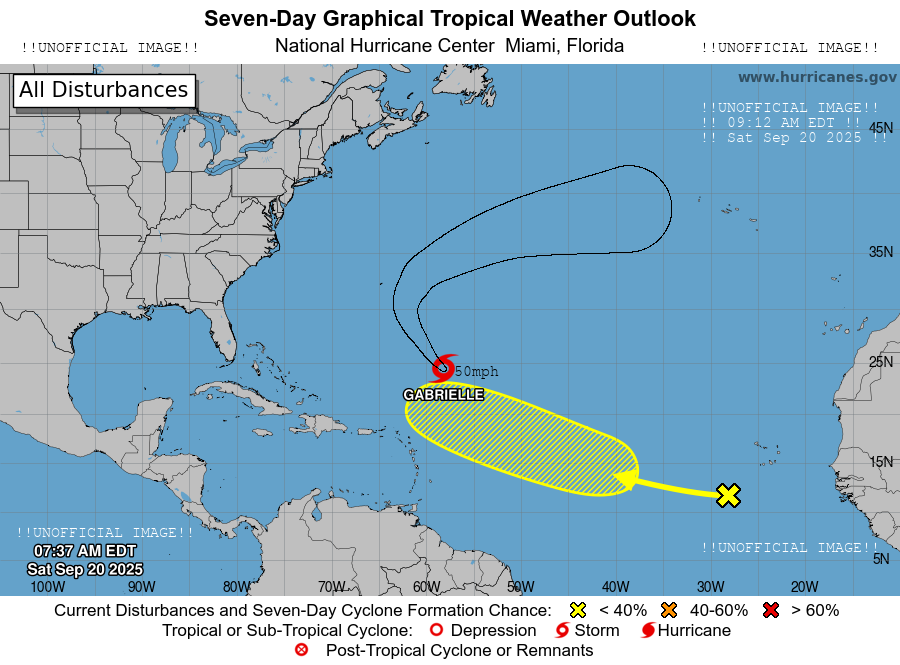 Seven-Day Graphical Tropical Weather Outlook
!!UNOFFICIAL IMAGE!! National Hurricane Center Miami, Florida !!UNOFFICIAL IMAGE!!
All Disturbances
www.hurricanes.gov
!!UNOFFICIAL IMAGE!!
!! 09:12 AM EDT !!
!! Sat Sep 20 2025 !!
45N
35N
25N
50mph
GABRIELLE
15N
!!UNOFFICIAL IMAGE!!
07:37 AM EDT
Sat Sep 20 2025
!!UNOFFICIAL IMAGE!!
5N
100W 90W 80W 70W 60W 50W 40W 30W 20W
Current Disturbances and Seven-Day Cyclone Formation Chance: < 40% 40-60% > 60%
Tropical or Sub-Tropical Cyclone: Depression Storm Hurricane
Post-Tropical Cyclone or Remnants